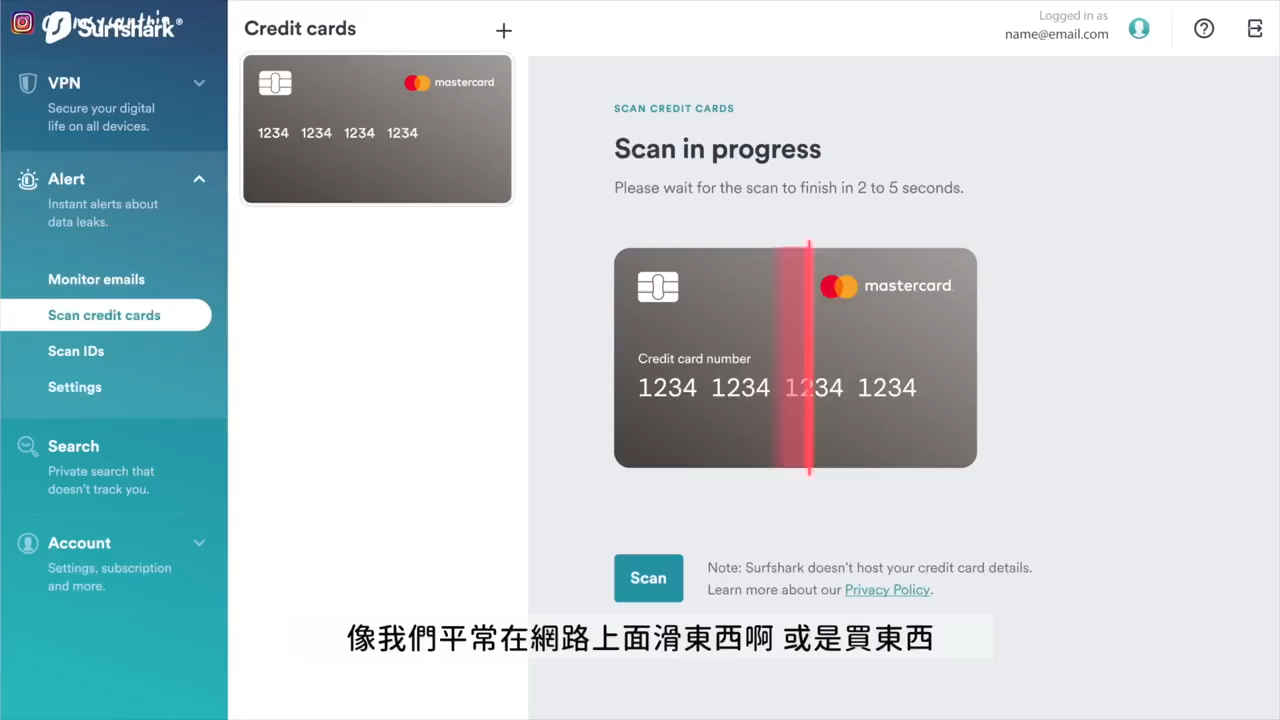 Surfshark®
VPN
Secure your digital
life on all devices.
Alert
Instant alerts about
data leaks.
Monitor emails
Scan credit cards
Scan IDs
Settings
Search
Private search that
doesn't track you.
Account
Settings, subscription
and more.
Credit cards
+
mastercard
1234 1234 1234 1234
Logged in as
name@email.com
SCAN CREDIT CARDS
Scan in progress
Please wait for the scan to finish in 2 to 5 seconds.
mastercard.
Credit card number
1234 1234 1234 1234
Scan
Note: Surfshark doesn't host your credit card details.
Learn more about our Privacy Policy.
像我們平常在網路上面滑東西啊 或是買東西